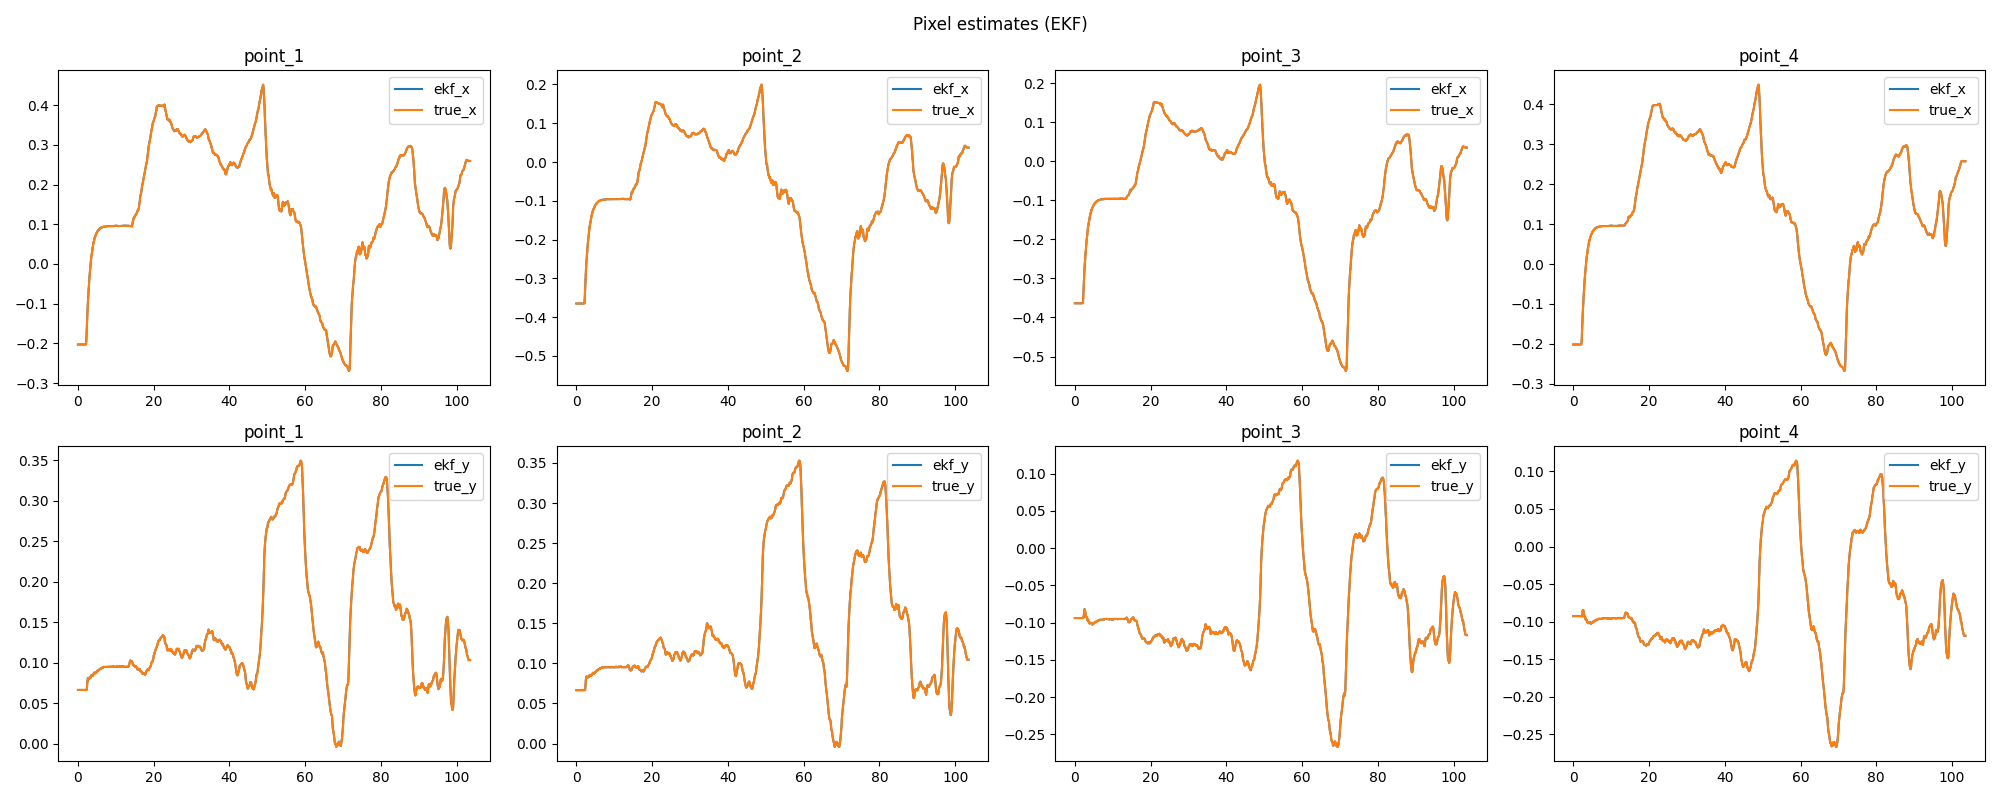 Pixel estimates (EKF)
point_1
point_2
point_3
point_4
ekf_x
true_x
ekf_x
true_x
ekf_x
true_x
ekf_x
true_x
0.4
0.3
0.2
0.1
0.0
−0.1
−0.2
−0.3
0.2
0.1
0.0
−0.1
−0.2
−0.3
−0.4
−0.5
0.2
0.1
0.0
−0.1
−0.2
−0.3
−0.4
−0.5
0.4
0.3
0.2
0.1
0.0
−0.1
−0.2
−0.3
0 20 40 60 80 100
0 20 40 60 80 100
0 20 40 60 80 100
0 20 40 60 80 100
point_1
point_2
point_3
point_4
ekf_y
true_y
ekf_y
true_y
ekf_y
true_y
ekf_y
true_y
0.35
0.30
0.25
0.20
0.15
0.10
0.05
0.00
0.35
0.30
0.25
0.20
0.15
0.10
0.05
0.00
0.10
0.05
0.00
−0.05
−0.10
−0.15
−0.20
−0.25
0.10
0.05
0.00
−0.05
−0.10
−0.15
−0.20
−0.25
0 20 40 60 80 100
0 20 40 60 80 100
0 20 40 60 80 100
0 20 40 60 80 100